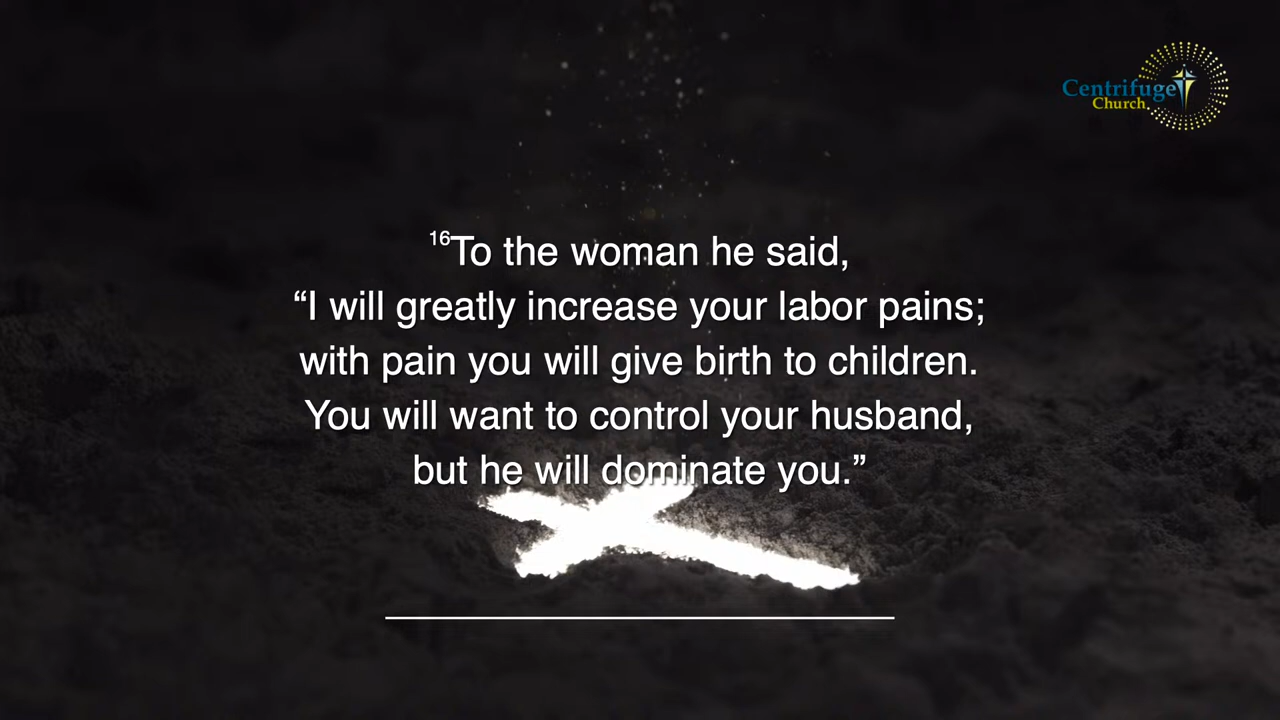 Centrifuge
Church
16To the woman he said,
“I will greatly increase your labor pains;
with pain you will give birth to children.
You will want to control your husband,
but he will dominate you.”